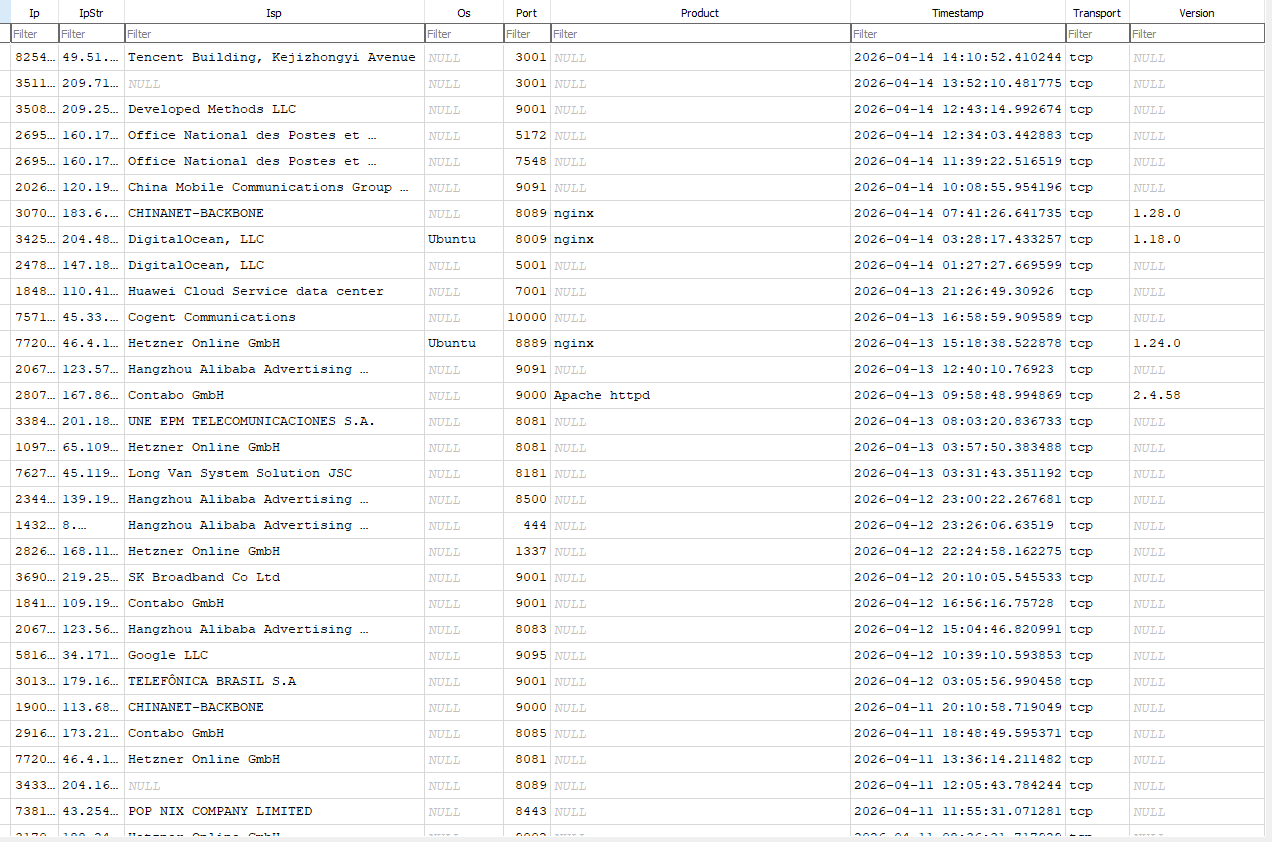 Ip IpStr Isp Os Port Product Timestamp Transport Version
Filter Filter Filter Filter Filter Filter Filter Filter Filter
8254… 49.51.… Tencent Building, Kejizhongyi Avenue NULL 3001 NULL 2026-04-14 14:10:52.410244 tcp NULL
3511… 209.71… NULL NULL 3001 NULL 2026-04-14 13:52:10.481775 tcp NULL
3508… 209.25… Developed Methods LLC NULL 9001 NULL 2026-04-14 12:43:14.992674 tcp NULL
2695… 160.17… Office National des Postes et … NULL 5172 NULL 2026-04-14 12:34:03.442883 tcp NULL
2695… 160.17… Office National des Postes et … NULL 7548 NULL 2026-04-14 11:39:22.516519 tcp NULL
2026… 120.19… China Mobile Communications Group … NULL 9091 NULL 2026-04-14 10:08:55.954196 tcp NULL
3070… 183.6.… CHINANET-BACKBONE NULL 8089 nginx 2026-04-14 07:41:26.641735 tcp 1.28.0
3425… 204.48… DigitalOcean, LLC Ubuntu 8009 nginx 2026-04-14 03:28:17.433257 tcp 1.18.0
2478… 147.18… DigitalOcean, LLC NULL 5001 NULL 2026-04-14 01:27:27.669599 tcp NULL
1848… 110.41… Huawei Cloud Service data center NULL 7001 NULL 2026-04-13 21:26:49.30926 tcp NULL
7571… 45.33.… Cogent Communications NULL 10000 NULL 2026-04-13 16:58:59.909589 tcp NULL
7720… 46.4.1… Hetzner Online GmbH Ubuntu 8889 nginx 2026-04-13 15:18:38.522878 tcp 1.24.0
2067… 123.57… Hangzhou Alibaba Advertising … NULL 9091 NULL 2026-04-13 12:40:10.76923 tcp NULL
2807… 167.86… Contabo GmbH NULL 9000 Apache httpd 2026-04-13 09:58:48.994869 tcp 2.4.58
3384… 201.18… UNE EPM TELECOMUNICACIONES S.A. NULL 8081 NULL 2026-04-13 08:03:20.836733 tcp NULL
1097… 65.109… Hetzner Online GmbH NULL 8081 NULL 2026-04-13 03:57:50.383488 tcp NULL
7627… 45.119… Long Van System Solution JSC NULL 8181 NULL 2026-04-13 03:31:43.351192 tcp NULL
2344… 139.19… Hangzhou Alibaba Advertising … NULL 8500 NULL 2026-04-12 23:00:22.267681 tcp NULL
1432… 8.… Hangzhou Alibaba Advertising … NULL 444 NULL 2026-04-12 23:26:06.63519 tcp NULL
2826… 168.11… Hetzner Online GmbH NULL 1337 NULL 2026-04-12 22:24:58.162275 tcp NULL
3690… 219.25… SK Broadband Co Ltd NULL 9001 NULL 2026-04-12 20:10:05.545533 tcp NULL
1841… 109.19… Contabo GmbH NULL 9001 NULL 2026-04-12 16:56:16.75728 tcp NULL
2067… 123.56… Hangzhou Alibaba Advertising … NULL 8083 NULL 2026-04-12 15:04:46.820991 tcp NULL
5816… 34.171… Google LLC NULL 9095 NULL 2026-04-12 10:39:10.593853 tcp NULL
3013… 179.16… TELEFÔNICA BRASIL S.A NULL 9001 NULL 2026-04-12 03:05:56.990458 tcp NULL
1900… 113.68… CHINANET-BACKBONE NULL 9000 NULL 2026-04-11 20:10:58.719049 tcp NULL
2916… 173.21… Contabo GmbH NULL 8085 NULL 2026-04-11 18:48:49.595371 tcp NULL
7720… 46.4.1… Hetzner Online GmbH NULL 8081 NULL 2026-04-11 13:36:14.211482 tcp NULL
3433… 204.16… NULL NULL 8089 NULL 2026-04-11 12:05:43.784244 tcp NULL
7381… 43.254… POP NIX COMPANY LIMITED NULL 8443 NULL 2026-04-11 11:55:31.071281 tcp NULL